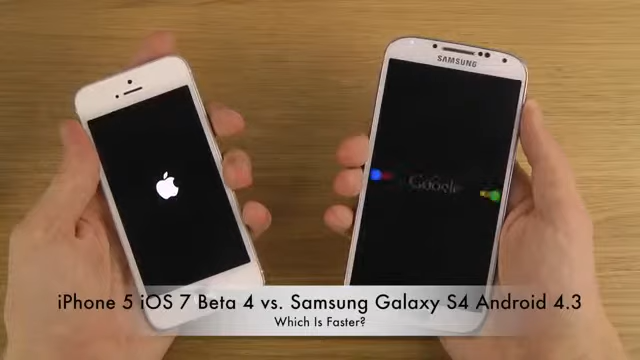 SAMSUNG
Google
iPhone 5 iOS 7 Beta 4 vs. Samsung Galaxy S4 Android 4.3
Which Is Faster?